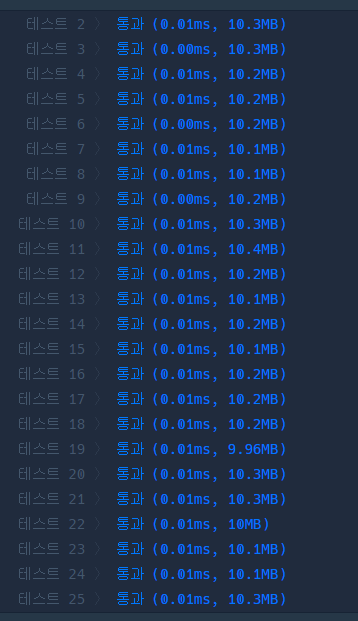 테스트 2 〉 통과 (0.01ms, 10.3MB)
테스트 3 〉 통과 (0.00ms, 10.3MB)
테스트 4 〉 통과 (0.01ms, 10.2MB)
테스트 5 〉 통과 (0.01ms, 10.2MB)
테스트 6 〉 통과 (0.00ms, 10.2MB)
테스트 7 〉 통과 (0.01ms, 10.1MB)
테스트 8 〉 통과 (0.01ms, 10.1MB)
테스트 9 〉 통과 (0.00ms, 10.2MB)
테스트 10 〉 통과 (0.01ms, 10.3MB)
테스트 11 〉 통과 (0.01ms, 10.4MB)
테스트 12 〉 통과 (0.01ms, 10.2MB)
테스트 13 〉 통과 (0.01ms, 10.1MB)
테스트 14 〉 통과 (0.01ms, 10.2MB)
테스트 15 〉 통과 (0.01ms, 10.1MB)
테스트 16 〉 통과 (0.01ms, 10.2MB)
테스트 17 〉 통과 (0.01ms, 10.2MB)
테스트 18 〉 통과 (0.01ms, 10.2MB)
테스트 19 〉 통과 (0.01ms, 9.96MB)
테스트 20 〉 통과 (0.01ms, 10.3MB)
테스트 21 〉 통과 (0.01ms, 10.3MB)
테스트 22 〉 통과 (0.01ms, 10MB)
테스트 23 〉 통과 (0.01ms, 10.1MB)
테스트 24 〉 통과 (0.01ms, 10.1MB)
테스트 25 〉 통과 (0.01ms, 10.3MB)